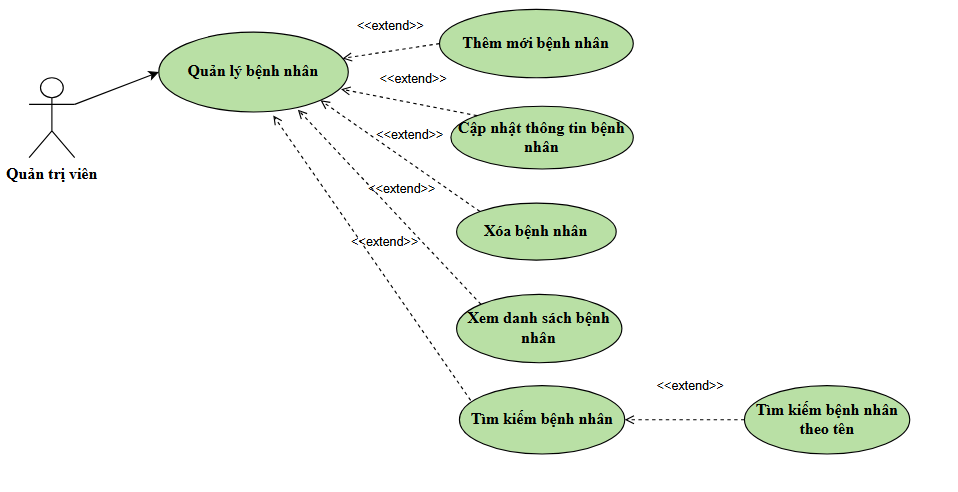 <<extend>>
Thêm mới bệnh nhân
Quản lý bệnh nhân
<<extend>>
Cập nhật thông tin bệnh
nhân
<<extend>>
Quản trị viên
<<extend>>
Xóa bệnh nhân
<<extend>>
Xem danh sách bệnh
nhân
<<extend>>
Tìm kiếm bệnh nhân
Tìm kiếm bệnh nhân
theo tên